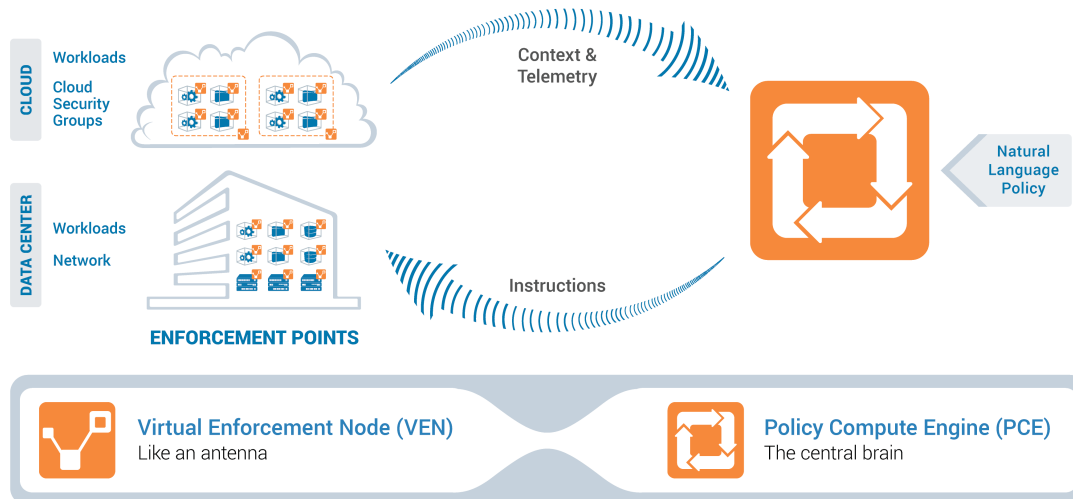 CLOUD
Workloads
Cloud
Security
Groups
Context &
Telemetry
Natural
Language
Policy
DATA CENTER
Workloads
Network
Instructions
ENFORCEMENT POINTS
Virtual Enforcement Node (VEN)
Like an antenna
Policy Compute Engine (PCE)
The central brain